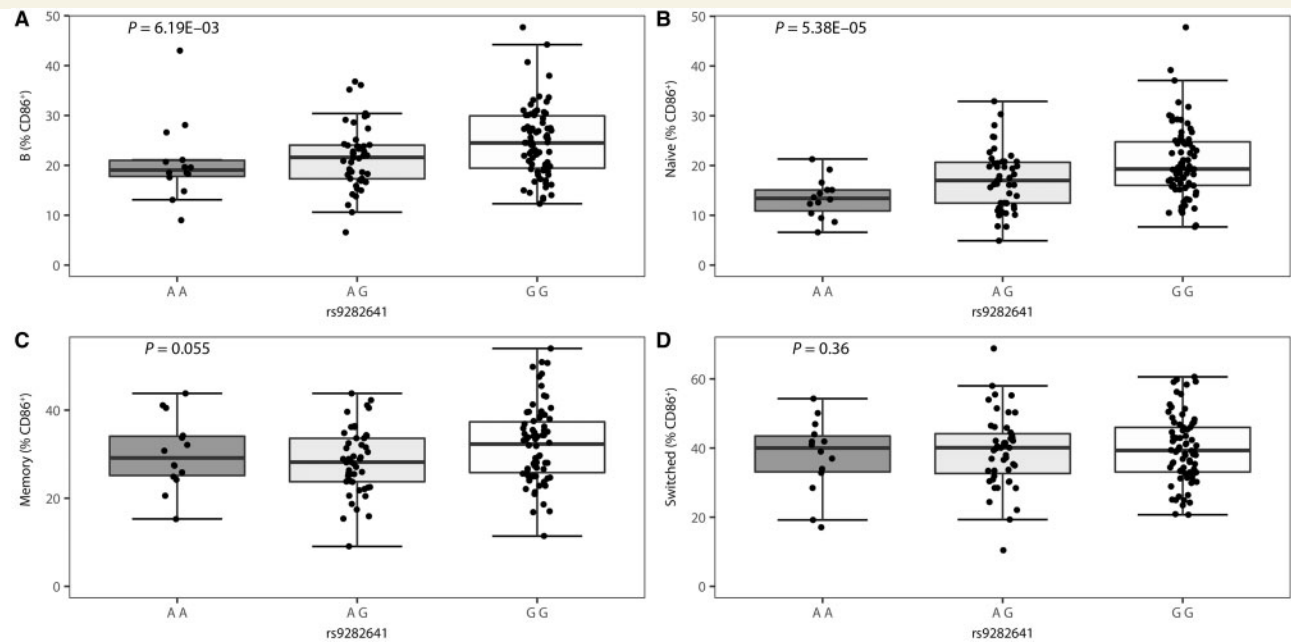 A
P = 6.19E–03
B (% CD86⁺)
50
40
30
20
10
0
A A
A G
G G
rs9282641
B
P = 5.38E–05
Naive (% CD86⁺)
50
40
30
20
10
0
A A
A G
G G
rs9282641
C
P = 0.055
Memory (% CD86⁺)
40
20
0
A A
A G
G G
rs9282641
D
P = 0.36
Switched (% CD86⁺)
60
40
20
0
A A
A G
G G
rs9282641